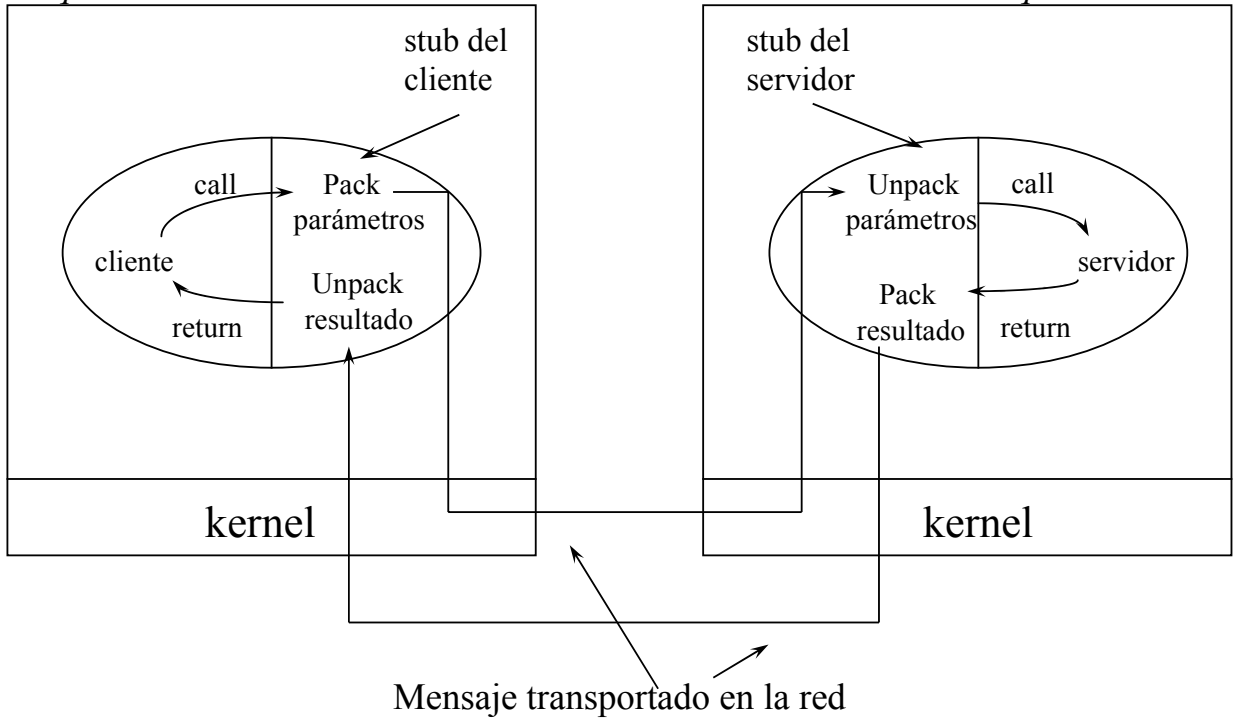 stub del
cliente
call
Pack
parámetros
cliente
Unpack
resultado
return
kernel
stub del
servidor
Unpack
parámetros
call
servidor
Pack
resultado
return
kernel
Mensaje transportado en la red